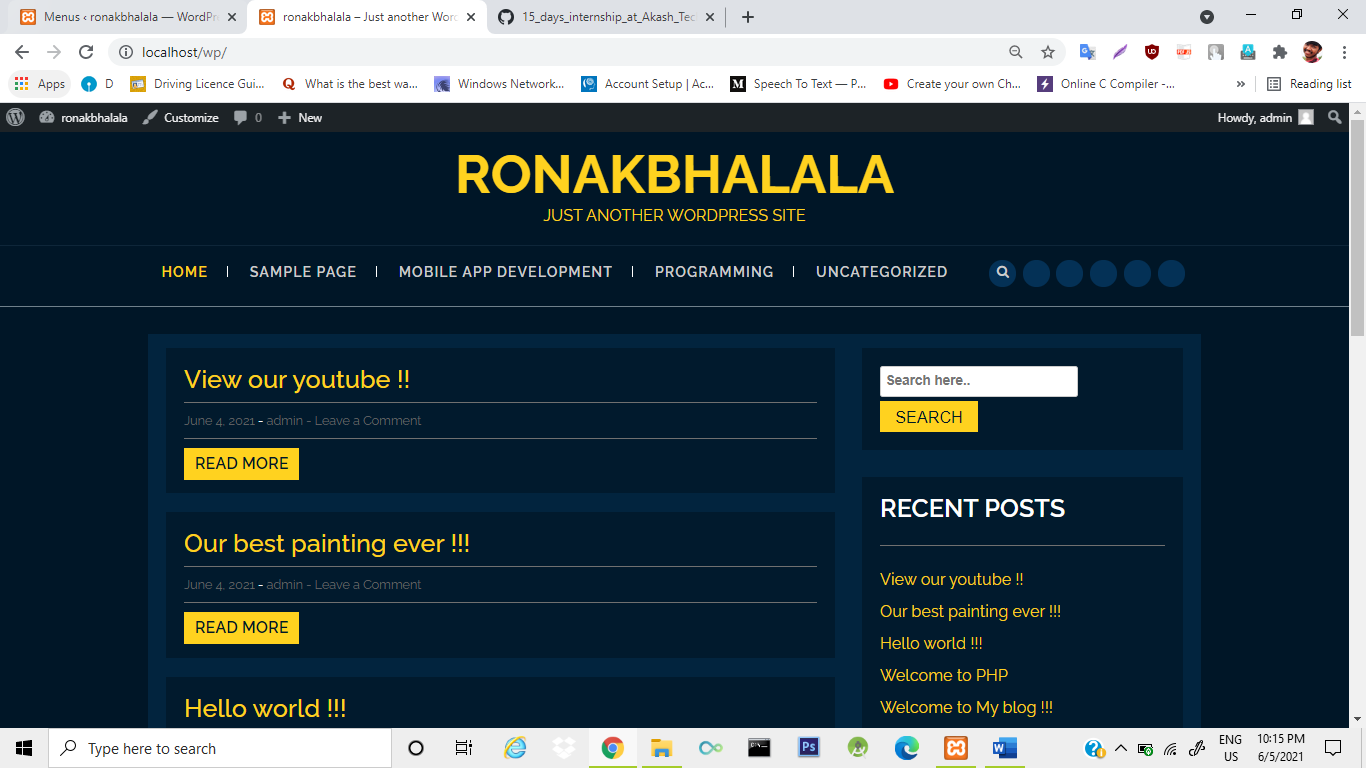 Menus ‹ ronakbhalala — WordPr
ronakbhalala – Just another Word
15_days_internship_at_Akash_Tec
localhost/wp/
Apps
D
Driving Licence Gui...
What is the best wa...
Windows Network...
Account Setup | Ac...
Speech To Text — P...
Create your own Ch...
Online C Compiler -...
»
Reading list
ronakbhalala
Customize
0
New
Howdy, admin
RONAKBHALALA
JUST ANOTHER WORDPRESS SITE
HOME
SAMPLE PAGE
MOBILE APP DEVELOPMENT
PROGRAMMING
UNCATEGORIZED
View our youtube !!
June 4, 2021 - admin - Leave a Comment
READ MORE
Our best painting ever !!!
June 4, 2021 - admin - Leave a Comment
READ MORE
Hello world !!!
Search here..
SEARCH
RECENT POSTS
View our youtube !!
Our best painting ever !!!
Hello world !!!
Welcome to PHP
Welcome to My blog !!!
Type here to search
ENG
US
10:15 PM
6/5/2021